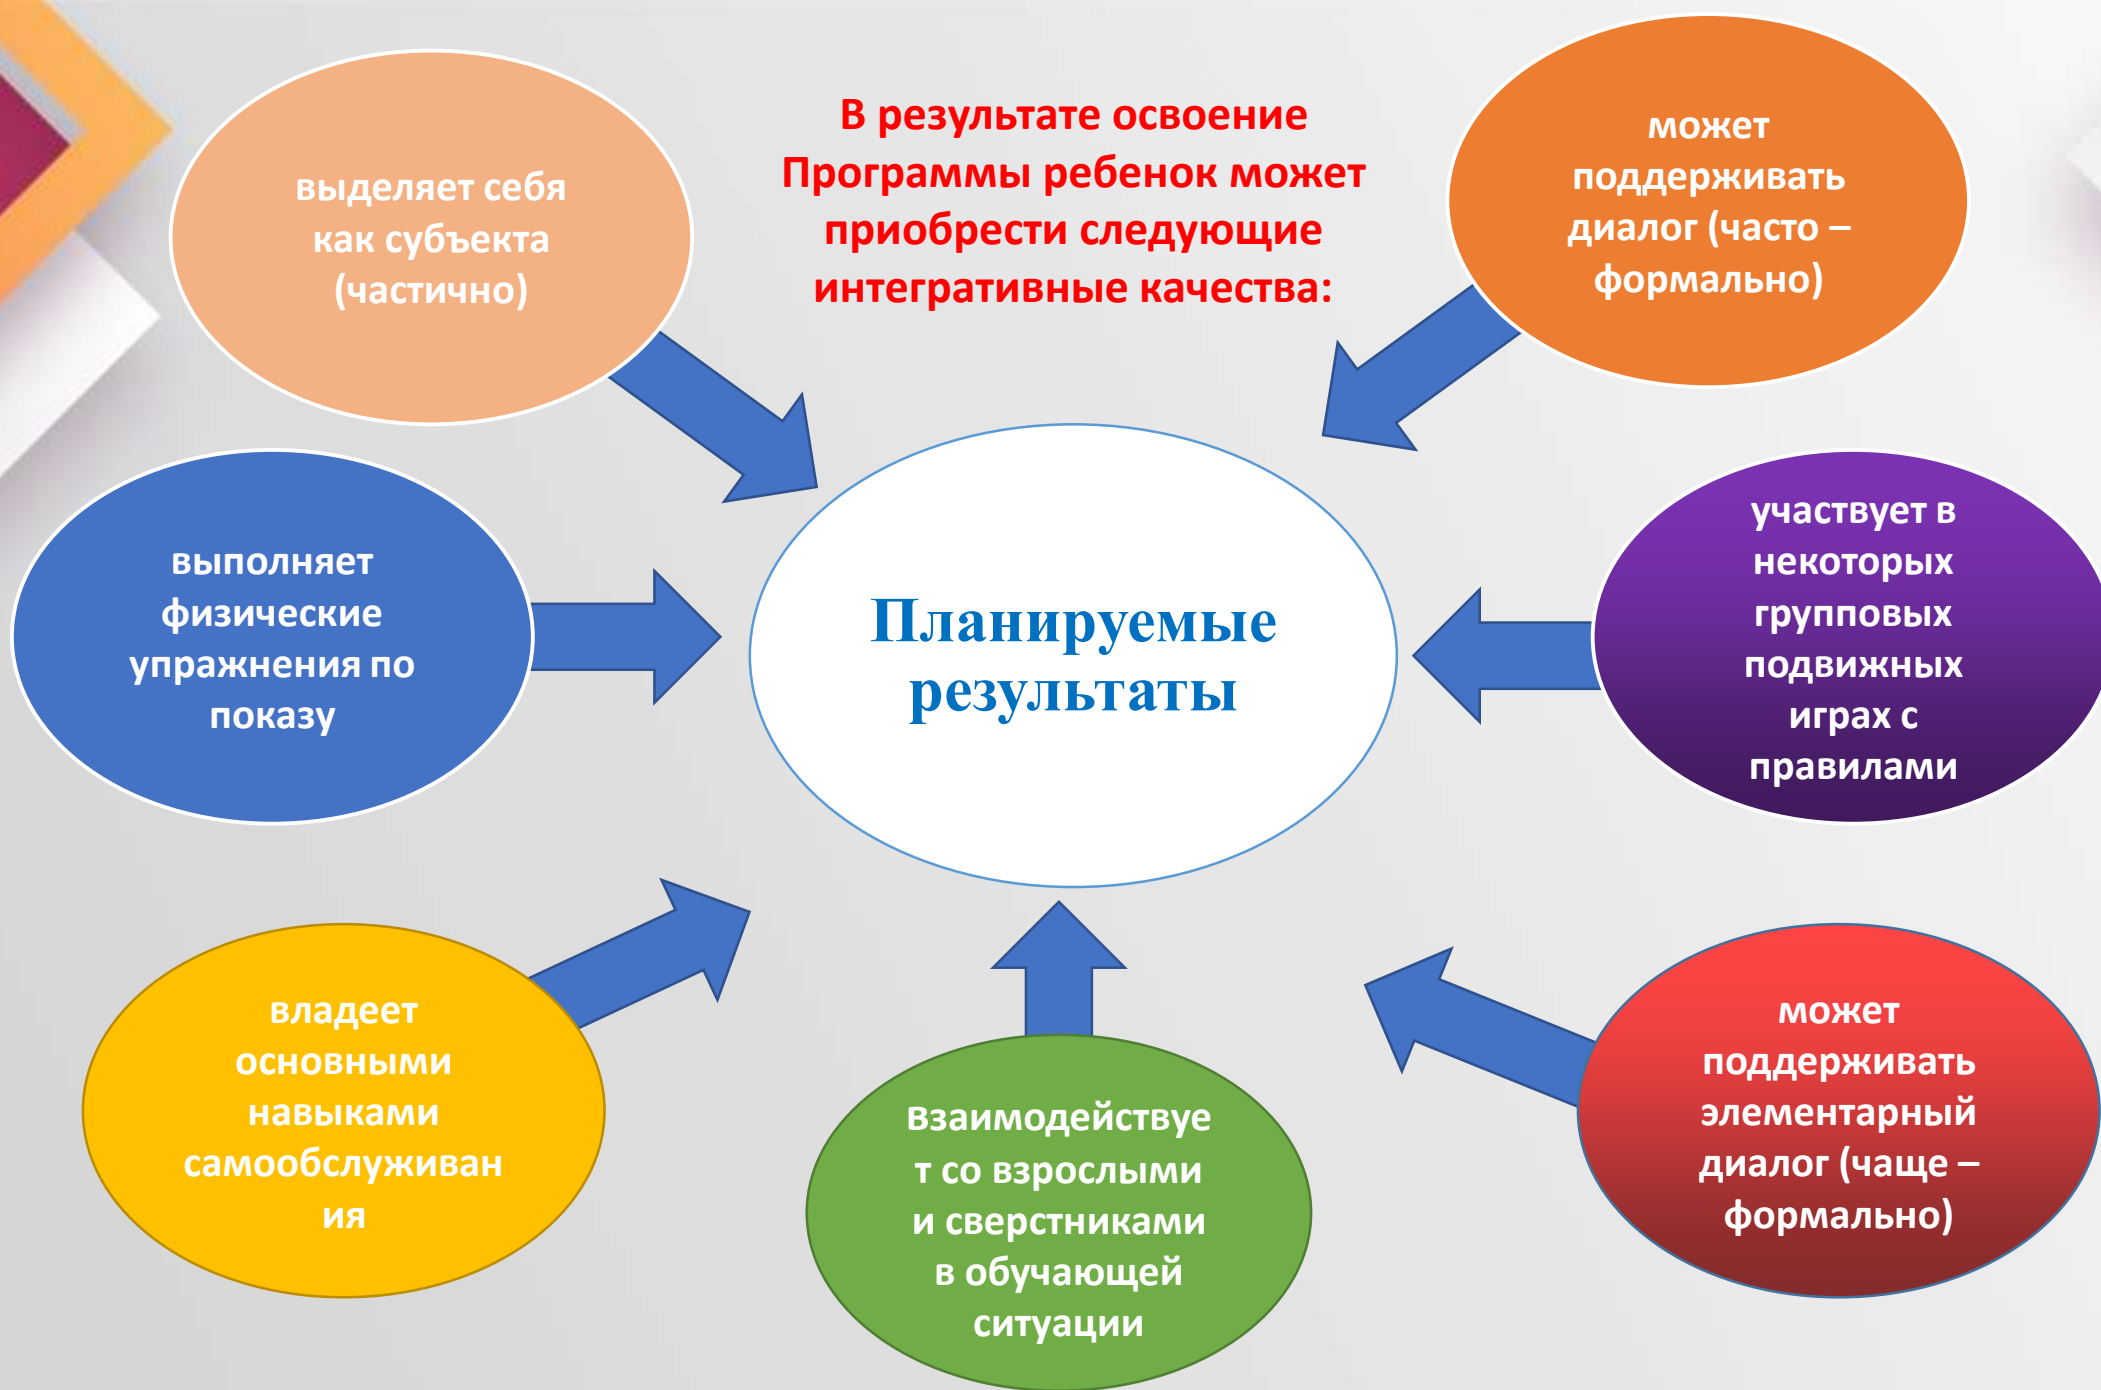 В результате освоение
Программы ребенок может
приобрести следующие
интегративные качества:
выделяет себя
как субъекта
(частично)
может
поддерживать
диалог (часто –
формально)
выполняет
физические
упражнения по
показу
Планируемые
результаты
участвует в
некоторых
групповых
подвижных
играх с
правилами
владеет
основными
навыками
самообслуживан
ия
Взаимодействуе
т со взрослыми
и сверстниками
в обучающей
ситуации
может
поддерживать
элементарный
диалог (чаще –
формально)